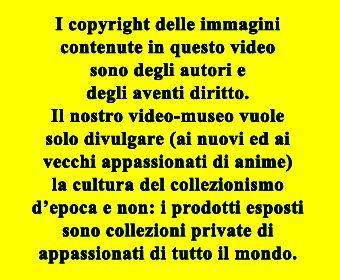 I copyright delle immagini
contenute in questo video
sono degli autori e
degli aventi diritto.
Il nostro video-museo vuole
solo divulgare (ai nuovi ed ai
vecchi appassionati di anime)
la cultura del collezionismo
d’epoca e non: i prodotti esposti
sono collezioni private di
appassionati di tutto il mondo.